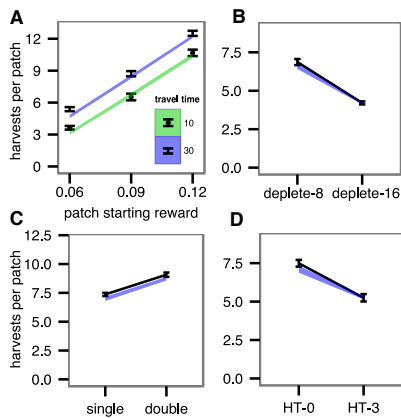 A
harvests per patch
12
9
6
3
0
0.06 0.09 0.12
patch starting reward
travel time
10
30
B
7.5
5.0
2.5
0.0
deplete-8 deplete-16
C
harvests per patch
12.5
10.0
7.5
5.0
2.5
0.0
single double
D
7.5
5.0
2.5
0.0
HT-0 HT-3